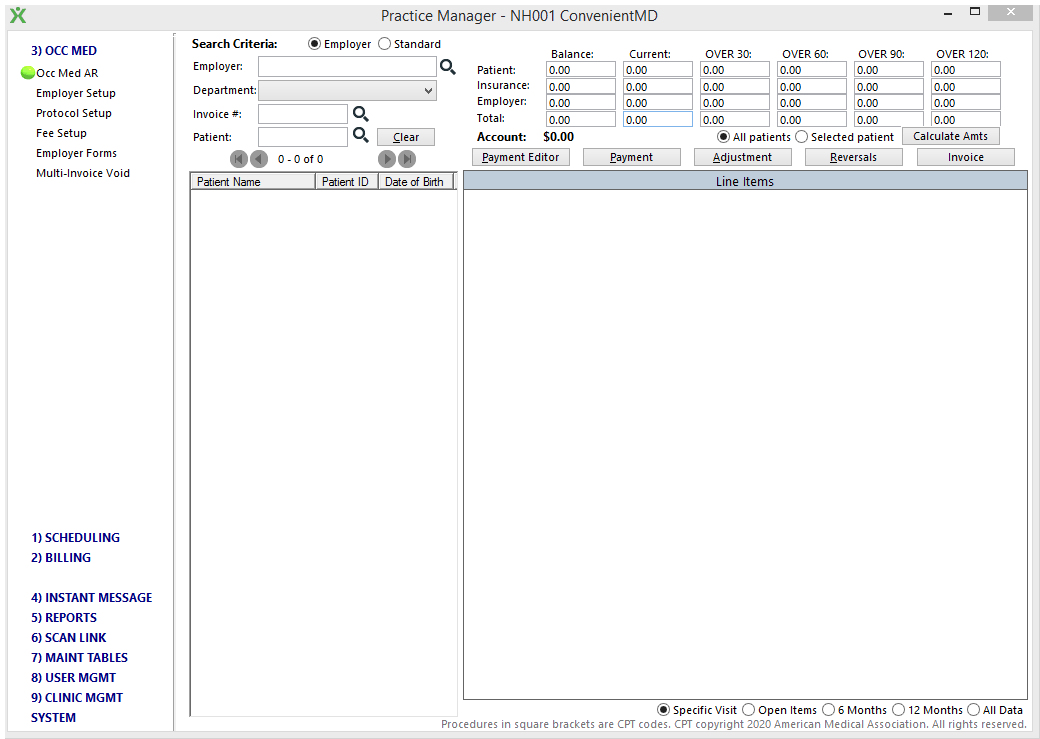 Practice Manager - NH001 ConvenientMD
3) OCC MED
Occ Med AR
Employer Setup
Protocol Setup
Fee Setup
Employer Forms
Multi-Invoice Void
1) SCHEDULING
2) BILLING
4) INSTANT MESSAGE
5) REPORTS
6) SCAN LINK
7) MAINT TABLES
8) USER MGMT
9) CLINIC MGMT
SYSTEM
Search Criteria: Employer Standard
Employer:
Department:
Invoice #:
Patient: Clear
0 - 0 of 0
Patient Name Patient ID Date of Birth
Balance: Current: OVER 30: OVER 60: OVER 90: OVER 120:
Patient: 0.00 0.00 0.00 0.00 0.00 0.00
Insurance: 0.00 0.00 0.00 0.00 0.00 0.00
Employer: 0.00 0.00 0.00 0.00 0.00 0.00
Total: 0.00 0.00 0.00 0.00 0.00 0.00
Account: $0.00 All patients Selected patient Calculate Amts
Payment Editor Payment Adjustment Reversals Invoice
Line Items
Specific Visit Open Items 6 Months 12 Months All Data
Procedures in square brackets are CPT codes. CPT copyright 2020 American Medical Association. All rights reserved.